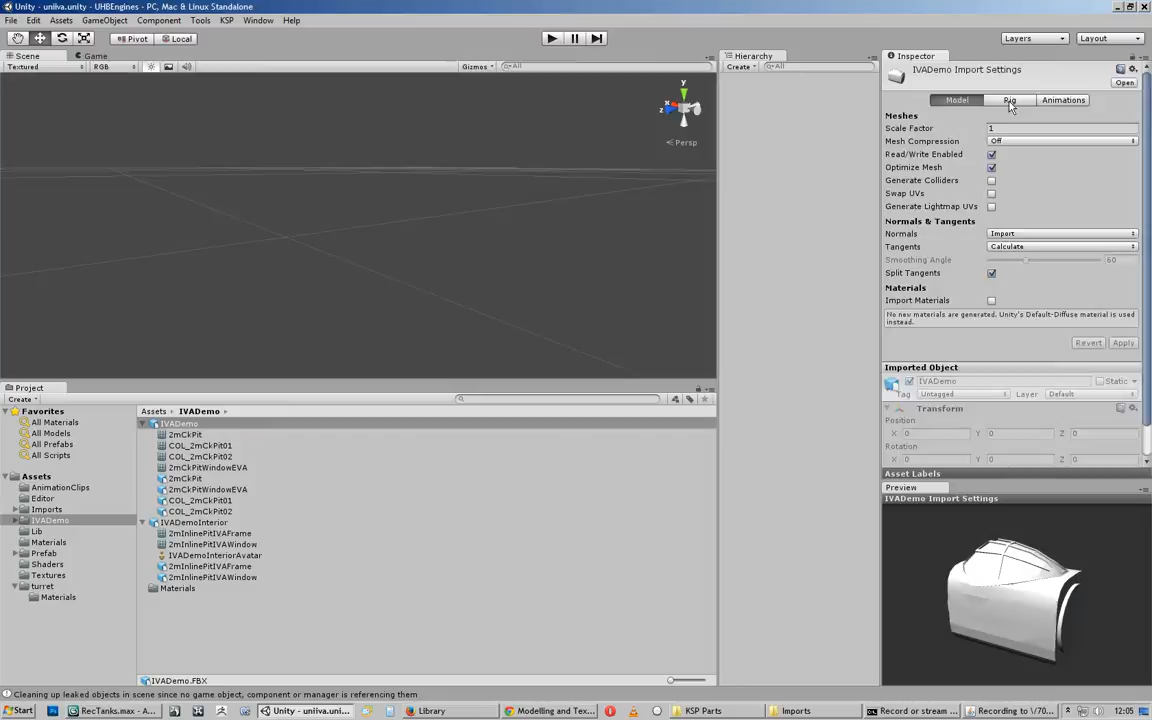 Unity - uniiva.unity - UHBEngines - PC, Mac & Linux Standalone
File Edit Assets GameObject Component Tools KSP Window Help
Pivot Local Layers Layout
Scene Game Hierarchy Inspector
Textured RGB Gizmos All Create All
IVADemo Import Settings
Open
Model Rig Animations
Meshes
Scale Factor 1
Mesh Compression Off
Read/Write Enabled
Optimize Mesh
Generate Colliders
Swap UVs
Generate Lightmap UVs
Normals & Tangents
Normals Import
Tangents Calculate
Smoothing Angle 60
Split Tangents
Materials
Import Materials
No new materials are generated. Unity's Default-Diffuse material is used
instead.
Revert Apply
Imported Object
IVADemo Static
Tag Untagged Layer Default
Transform
Position
X 0 Y 0 Z 0
Rotation
X 0 Y 0 Z 0
Asset Labels
Preview
IVADemo Import Settings
y
x
z
Persp
Project
Create
Favorites
All Materials
All Models
All Prefabs
All Scripts
Assets
AnimationClips
Editor
Imports
IVADemo
Lib
Materials
Prefab
Shaders
Textures
turret
Materials
Assets IVADemo
IVADemo
2mCkPit
COL_2mCkPit01
COL_2mCkPit02
2mCkPitWindowEVA
2mCkPit
2mCkPitWindowEVA
COL_2mCkPit01
COL_2mCkPit02
IVADemoInterior
2mInlinePitIVAFrame
2mInlinePitIVAWindow
IVADemoInteriorAvatar
2mInlinePitIVAFrame
2mInlinePitIVAWindow
Materials
IVADemo.FBX
Cleaning up leaked objects in scene since no game object, component or manager is referencing them
Start RecTanks.max - A... Unity - uniiva.uni... Library Modelling and Tex... KSP Parts Imports Record or stream ... Recording to \/70... 12:05